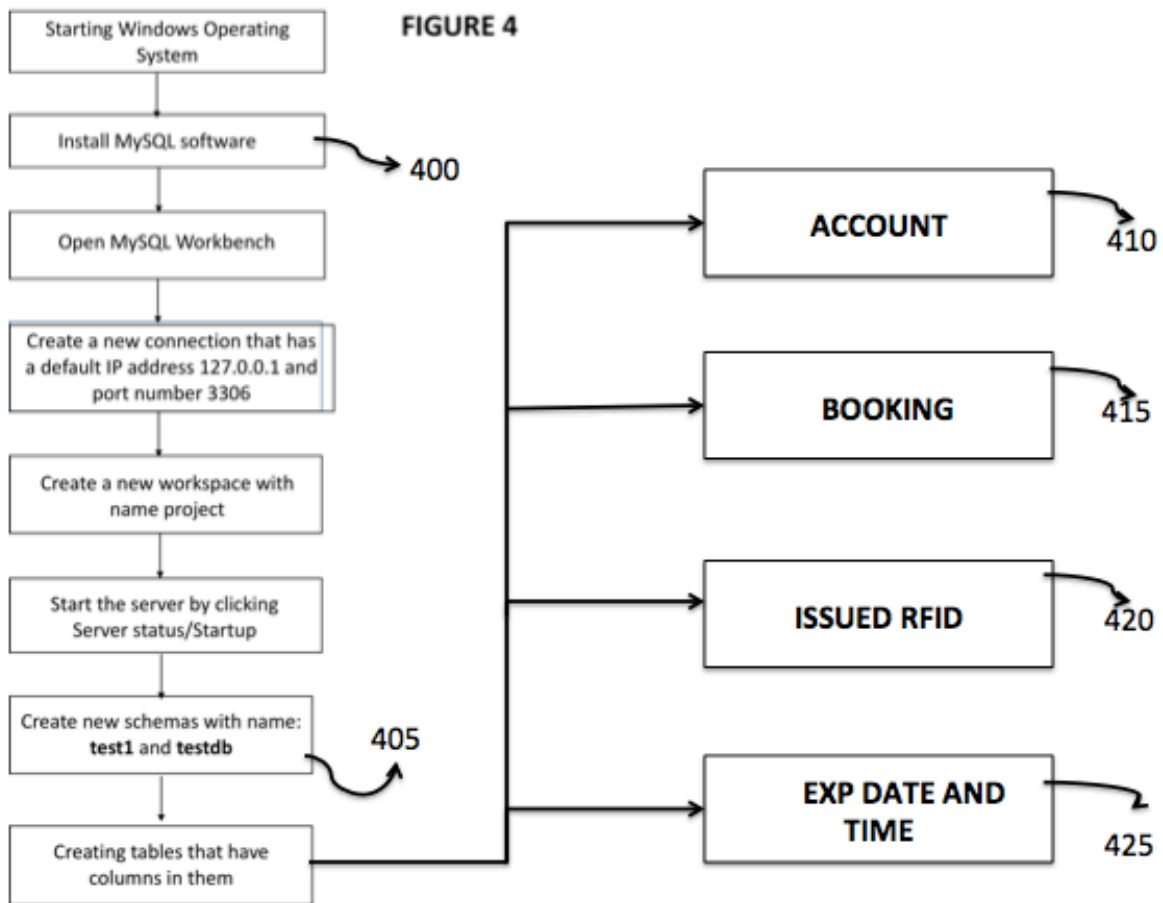 FIGURE 4
Starting Windows Operating
System
Install MySQL software
400
Open MySQL Workbench
Create a new connection that has
a default IP address 127.0.0.1 and
port number 3306
Create a new workspace with
name project
Start the server by clicking
Server status/Startup
Create new schemas with name:
test1 and testdb
405
Creating tables that have
columns in them
ACCOUNT
410
BOOKING
415
ISSUED RFID
420
EXP DATE AND
TIME
425